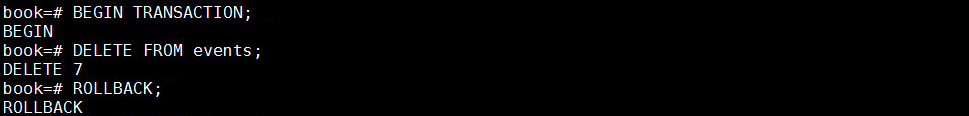 book=# BEGIN TRANSACTION;
BEGIN
book=# DELETE FROM events;
DELETE 7
book=# ROLLBACK;
ROLLBACK